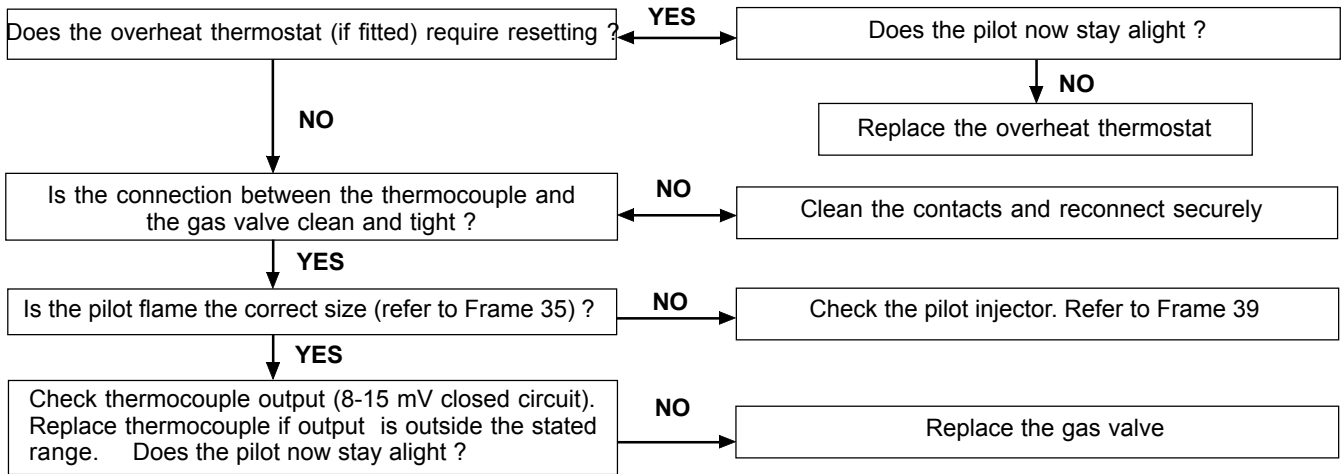 Does the overheat thermostat (if fitted) require resetting ?
YES
Does the pilot now stay alight ?
NO
Replace the overheat thermostat
NO
Is the connection between the thermocouple and
the gas valve clean and tight ?
NO
Clean the contacts and reconnect securely
YES
Is the pilot flame the correct size (refer to Frame 35) ?
NO
Check the pilot injector. Refer to Frame 39
YES
Check thermocouple output (8-15 mV closed circuit).
Replace thermocouple if output is outside the stated
range. Does the pilot now stay alight ?
NO
Replace the gas valve